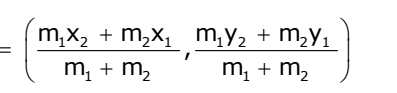 = ( (m₁x₂ + m₂x₁) / (m₁ + m₂) , (m₁y₂ + m₂y₁) / (m₁ + m₂) )